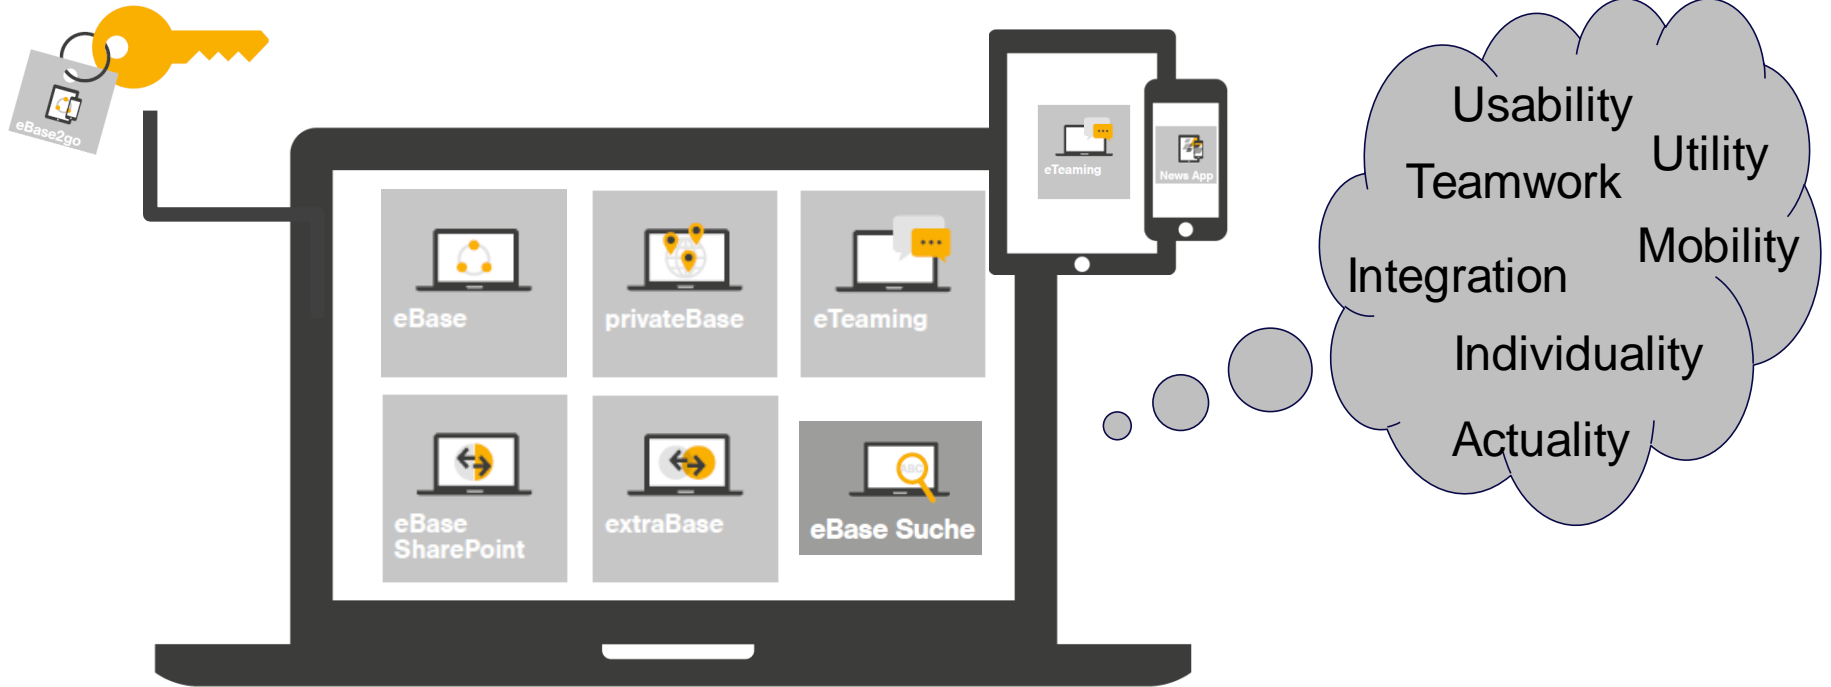 eBase2go
eBase
privateBase
eTeaming
eBase
SharePoint
extraBase
ABC
eBase Suche
eTeaming
News App
Usability
Utility
Teamwork
Mobility
Integration
Individuality
Actuality